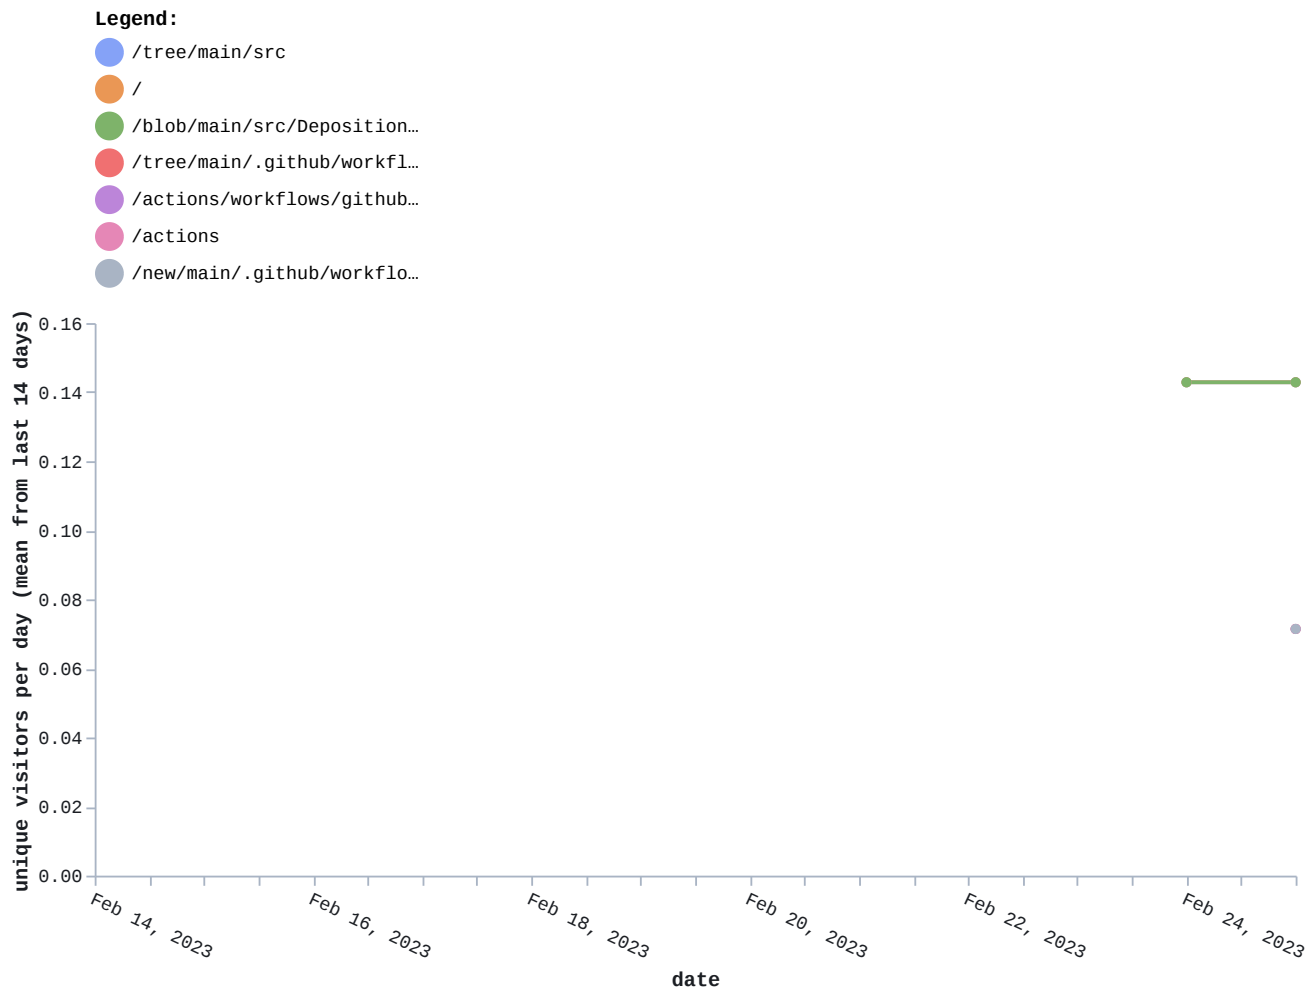 Legend:
/tree/main/src
/
/blob/main/src/Deposition…
/tree/main/.github/workfl…
/actions/workflows/github…
/actions
/new/main/.github/workflo…
unique visitors per day (mean from last 14 days)
0.16
0.14
0.12
0.10
0.08
0.06
0.04
0.02
0.00
Feb 14, 2023
Feb 16, 2023
Feb 18, 2023
Feb 20, 2023
Feb 22, 2023
Feb 24, 2023
date